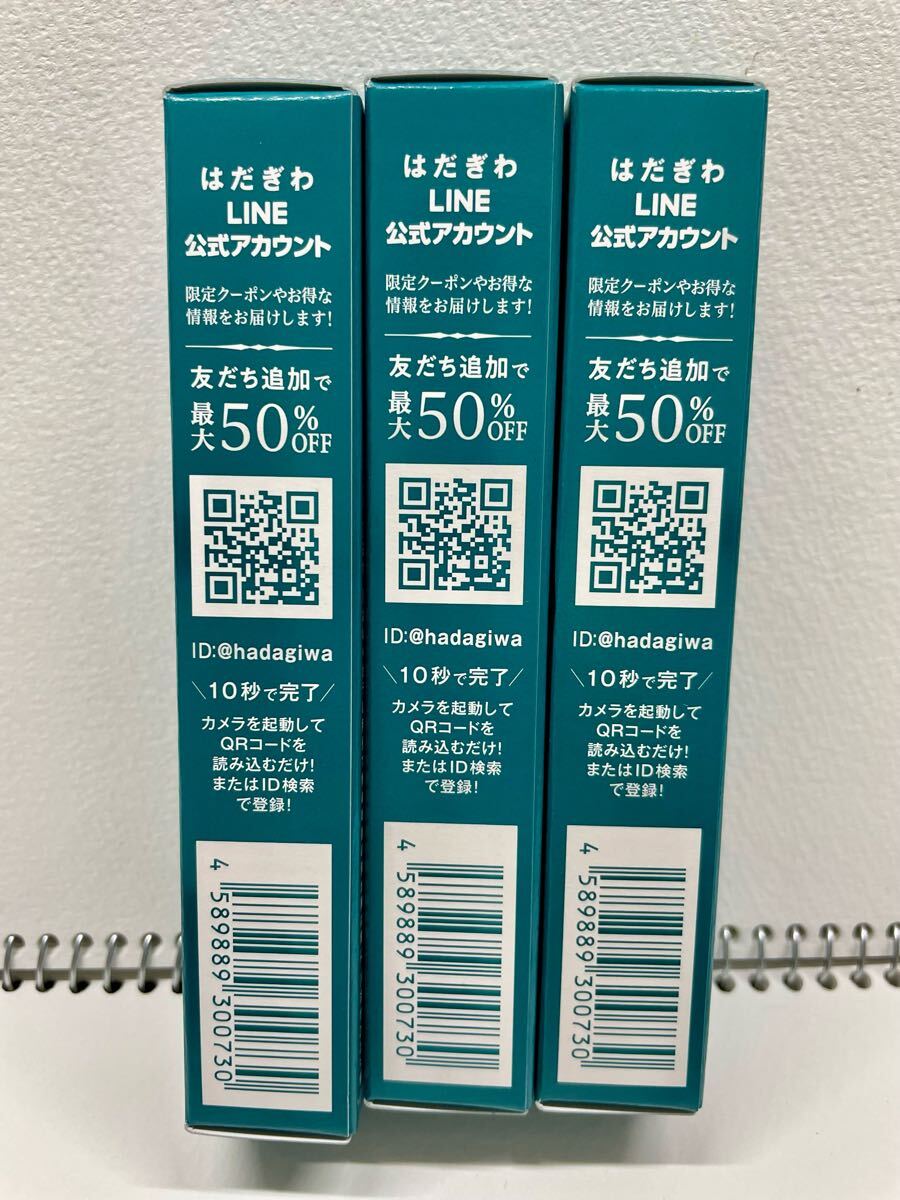 はだぎわ
LINE
公式アカウント
限定クーポンやお得な
情報をお届けします!
友だち追加で
最大50%OFF
ID:@hadagiwa
\10秒で完了/
カメラを起動して
QRコードを
読み込むだけ!
またはID検索
で登録!
4 589889 300730
はだぎわ
LINE
公式アカウント
限定クーポンやお得な
情報をお届けします!
友だち追加で
最大50%OFF
ID:@hadagiwa
\10秒で完了/
カメラを起動して
QRコードを
読み込むだけ!
またはID検索
で登録!
4 589889 300730
はだぎわ
LINE
公式アカウント
限定クーポンやお得な
情報をお届けします!
友だち追加で
最大50%OFF
ID:@hadagiwa
\10秒で完了/
カメラを起動して
QRコードを
読み込むだけ!
またはID検索
で登録!
4 589889 300730